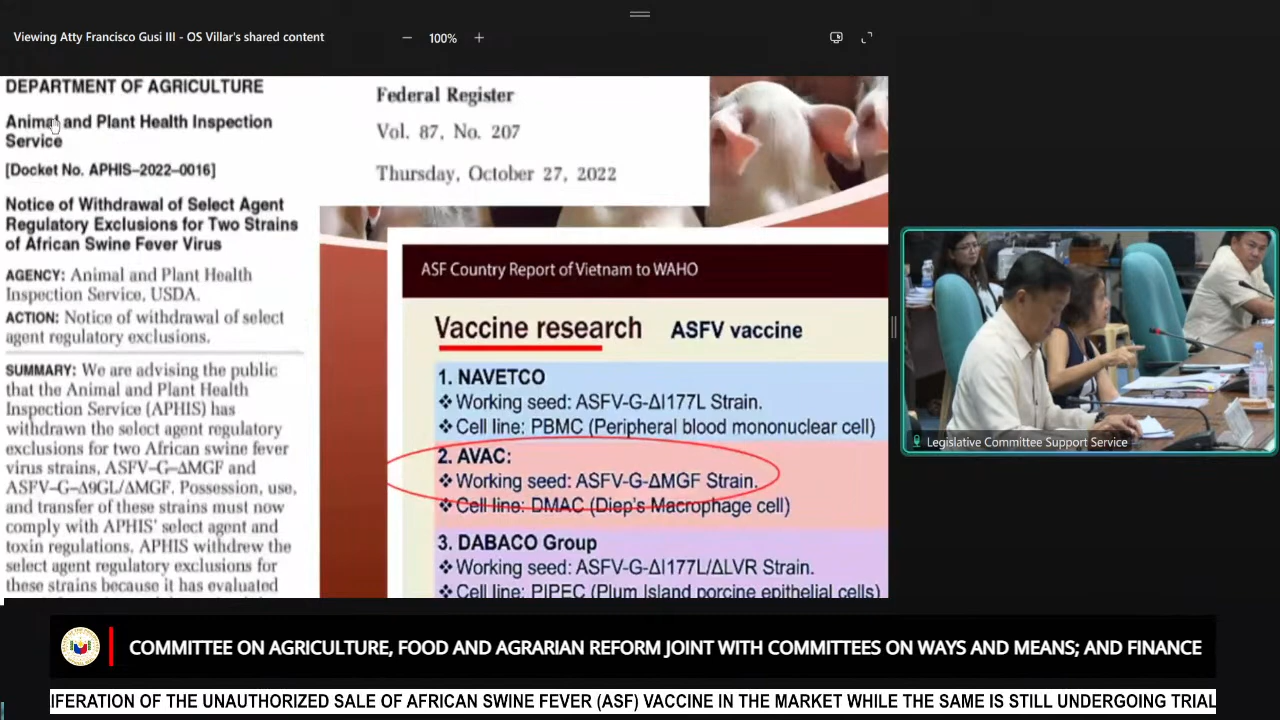 Viewing Atty Francisco Gusi III - OS Villar's shared content
100%
DEPARTMENT OF AGRICULTURE
Animal and Plant Health Inspection
Service
[Docket No. APHIS–2022–0016]
Notice of Withdrawal of Select Agent
Regulatory Exclusions for Two Strains
of African Swine Fever Virus
AGENCY: Animal and Plant Health
Inspection Service, USDA.
ACTION: Notice of withdrawal of select
agent regulatory exclusions.
SUMMARY: We are advising the public
that the Animal and Plant Health
Inspection Service (APHIS) has
withdrawn the select agent regulatory
exclusions for two African swine fever
virus strains, ASFV–G–ΔMGF and
ASFV–G–Δ9GL/ΔMGF. Possession, use,
and transfer of these strains must now
comply with APHIS' select agent and
toxin regulations. APHIS withdrew the
select agent regulatory exclusions for
these strains because it has evaluated
Federal Register
Vol. 87, No. 207
Thursday, October 27, 2022
ASF Country Report of Vietnam to WAHO
Vaccine research ASFV vaccine
1. NAVETCO
❖Working seed: ASFV-G-ΔI177L Strain.
❖Cell line: PBMC (Peripheral blood mononuclear cell)
2. AVAC:
❖Working seed: ASFV-G-ΔMGF Strain.
❖Cell line: DMAC (Diep's Macrophage cell)
3. DABACO Group
❖Working seed: ASFV-G-ΔI177L/ΔLVR Strain.
❖Cell line: PIPEC (Plum Island porcine epithelial cells)
Legislative Committee Support Service
COMMITTEE ON AGRICULTURE, FOOD AND AGRARIAN REFORM JOINT WITH COMMITTEES ON WAYS AND MEANS; AND FINANCE
IFERATION OF THE UNAUTHORIZED SALE OF AFRICAN SWINE FEVER (ASF) VACCINE IN THE MARKET WHILE THE SAME IS STILL UNDERGOING TRIAL